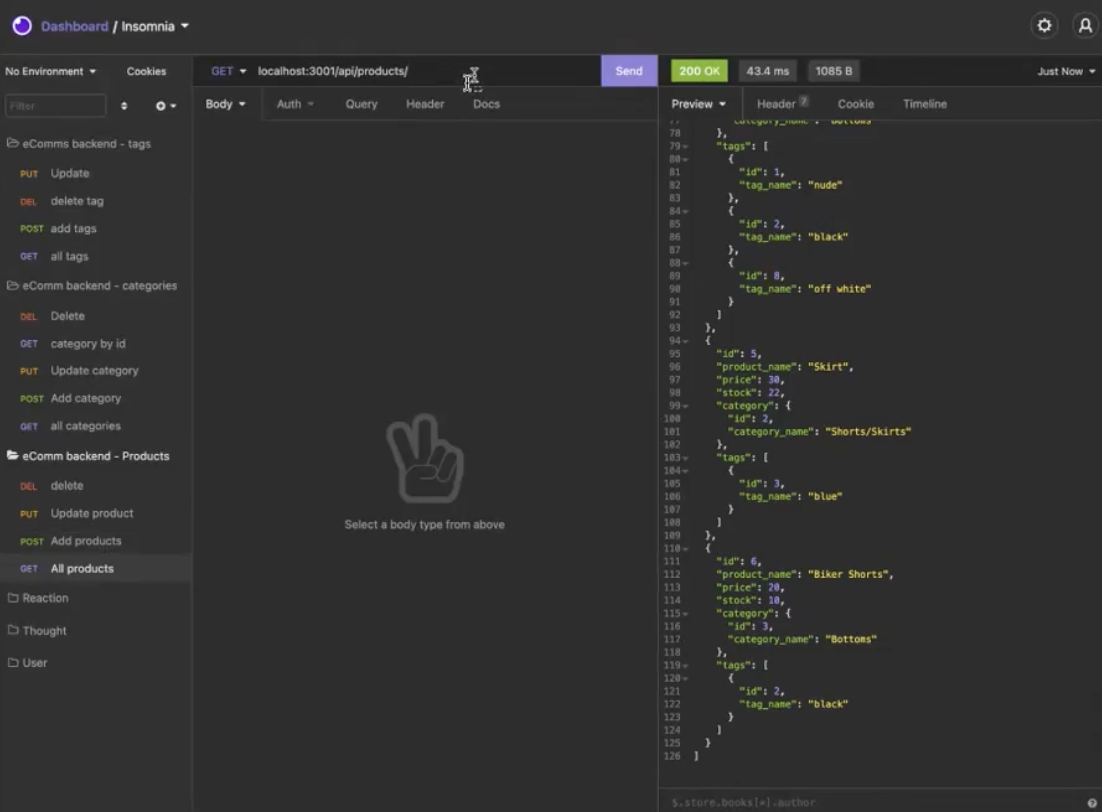 Dashboard / Insomnia
No Environment
Cookies
Filter
eComms backend - tags
PUT Update
DEL delete tag
POST add tags
GET all tags
eComm backend - categories
DEL Delete
GET category by id
PUT Update category
POST Add category
GET all categories
eComm backend - Products
DEL delete
PUT Update product
POST Add products
GET All products
Reaction
Thought
User
GET localhost:3001/api/products/
Send
Body Auth Query Header Docs
Select a body type from above
200 OK 43.4 ms 1085 B Just Now
Preview Header 7 Cookie Timeline
77 "category_name": "Bottoms"
78 },
79 "tags": [
80 {
81 "id": 1,
82 "tag_name": "nude"
83 },
84 {
85 "id": 2,
86 "tag_name": "black"
87 },
88 {
89 "id": 8,
90 "tag_name": "off white"
91 }
92 ]
93 },
94 {
95 "id": 5,
96 "product_name": "Skirt",
97 "price": 30,
98 "stock": 22,
99 "category": {
100 "id": 2,
101 "category_name": "Shorts/Skirts"
102 },
103 "tags": [
104 {
105 "id": 3,
106 "tag_name": "blue"
107 }
108 ]
109 },
110 {
111 "id": 6,
112 "product_name": "Biker Shorts",
113 "price": 20,
114 "stock": 10,
115 "category": {
116 "id": 3,
117 "category_name": "Bottoms"
118 },
119 "tags": [
120 {
121 "id": 2,
122 "tag_name": "black"
123 }
124 ]
125 }
126 ]
$.store.books[*].author